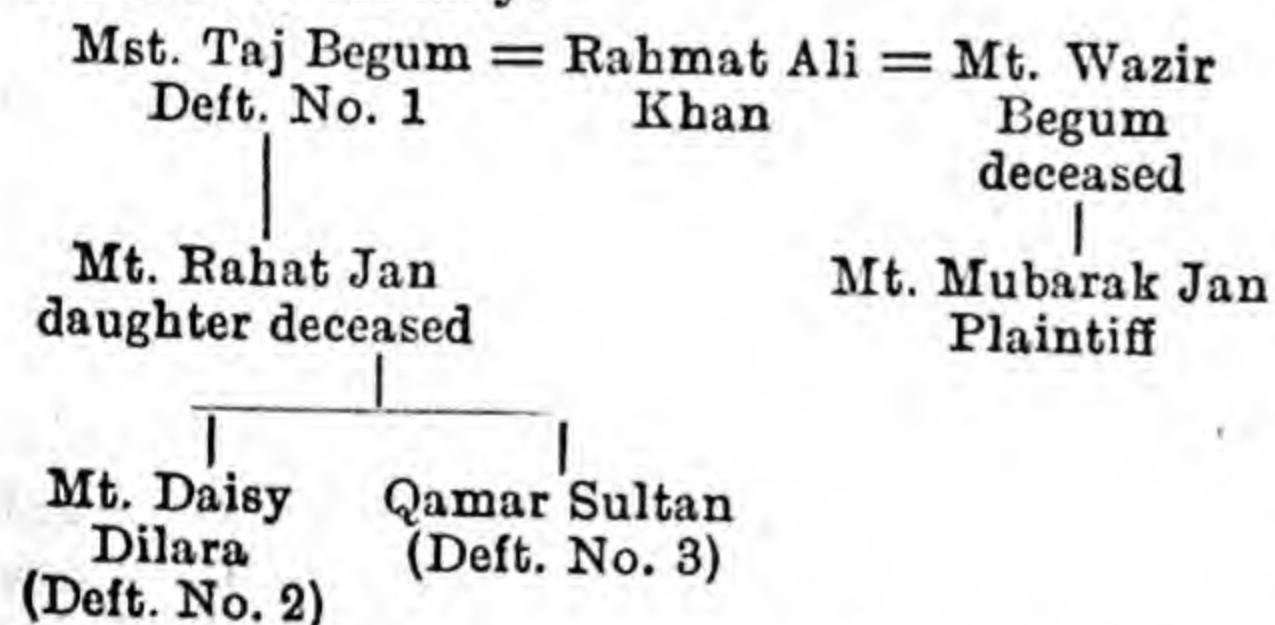 Mst. Taj Begum = Rahmat Ali = Mt. Wazir
Deft. No. 1 Khan Begum
deceased
Mt. Rahat Jan Mt. Mubarak Jan
daughter deceased Plaintiff
Mt. Daisy Qamar Sultan
Dilara (Deft. No. 3)
(Deft. No. 2)